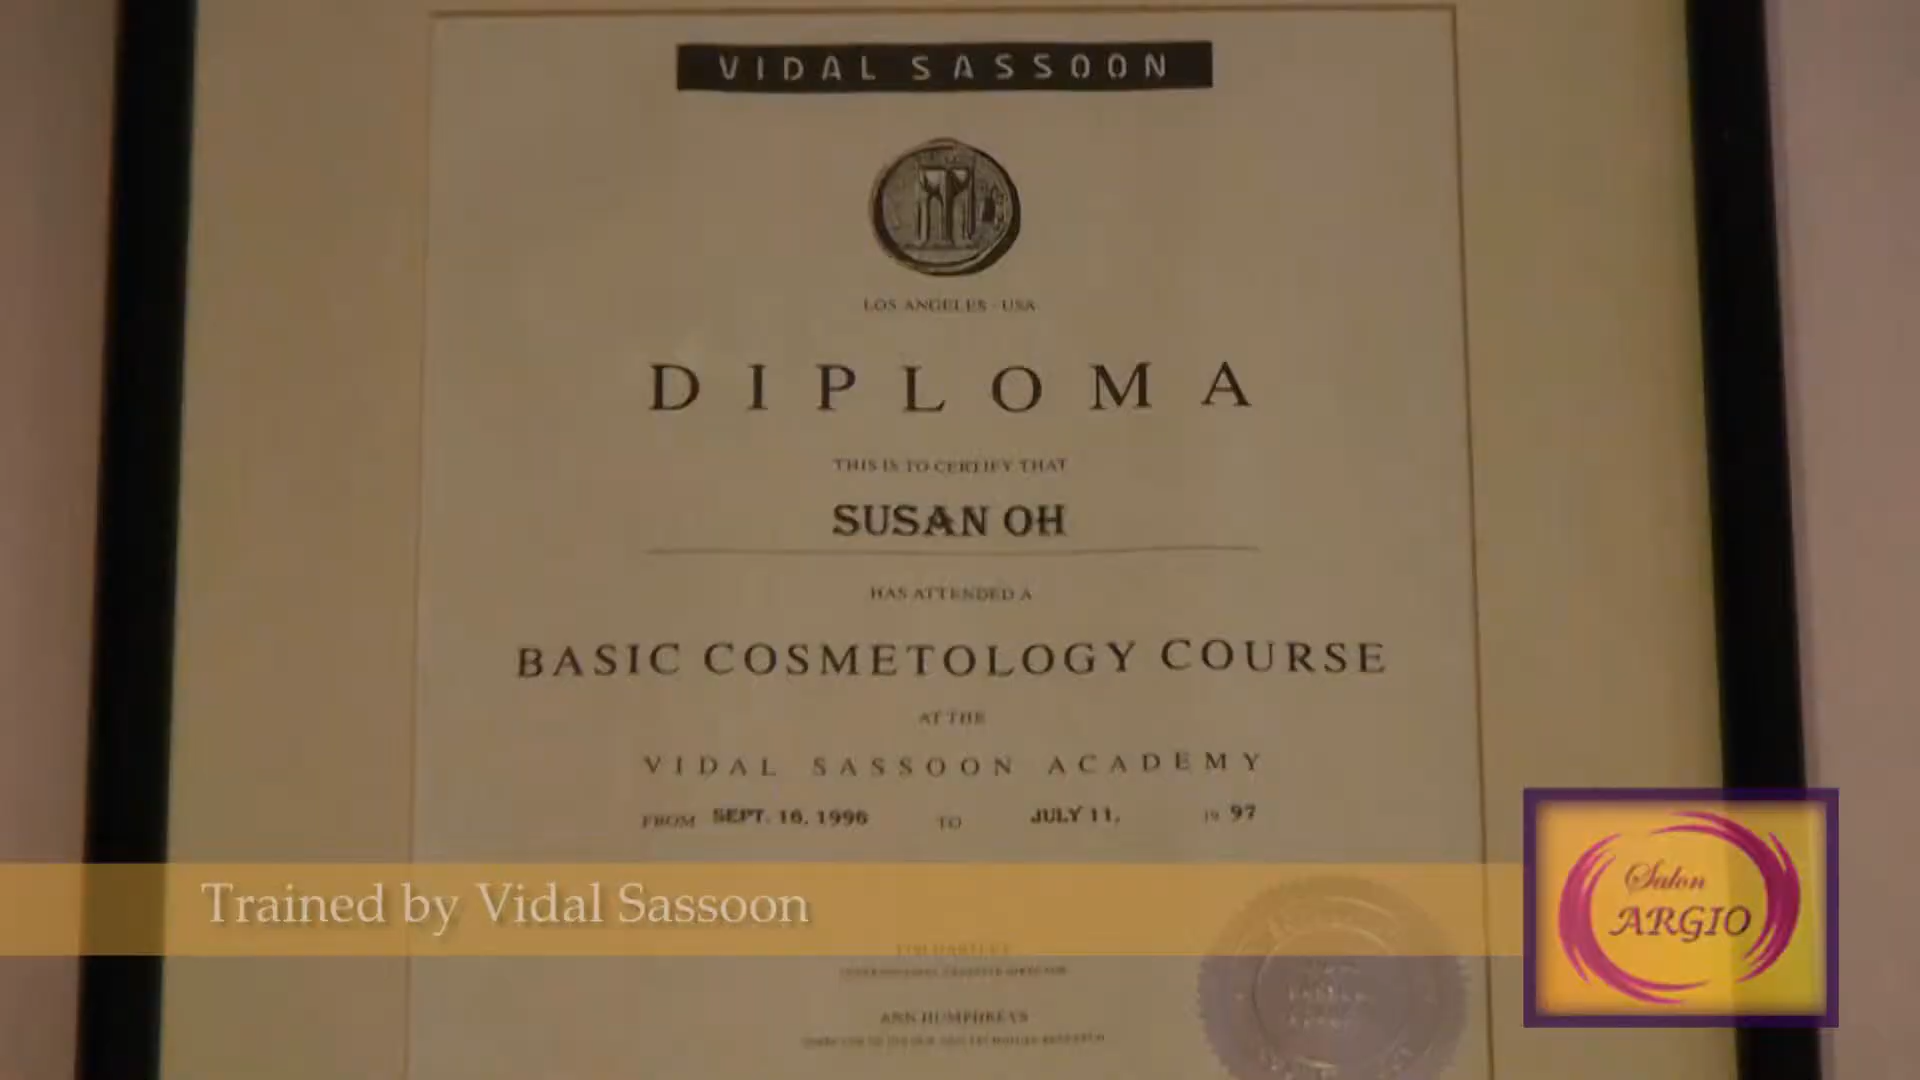 VIDAL SASSOON
LOS ANGELES - USA
DIPLOMA
THIS IS TO CERTIFY THAT
SUSAN OH
HAS ATTENDED A
BASIC COSMETOLOGY COURSE
AT THE
VIDAL SASSOON ACADEMY
FROM SEPT. 16, 1996 TO JULY 11, 19 97
Trained by Vidal Sassoon
Salon
ARGIO
ANN HUMPHREYS